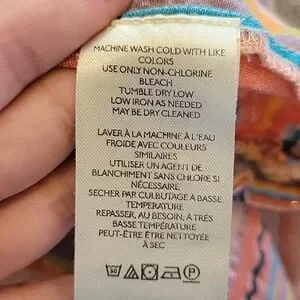 MACHINE WASH COLD WITH LIKE
COLORS
USE ONLY NON-CHLORINE
BLEACH
TUMBLE DRY LOW
LOW IRON AS NEEDED
MAY BE DRY CLEANED
LAVER À LA MACHINE À L'EAU
FROIDE AVEC COULEURS
SIMILAIRES
UTILISER UN AGENT DE
BLANCHIMENT SANS CHLORE SI
NÉCESSAIRE
SECHER PAR CULBUTAGE À BASSE
TEMPERATURE
REPASSER, AU BESOIN, À TRÈS
BASSE TEMPÉRATURE
PEUT-ÊTRE ÊTRE NETTOYÉE
À SEC